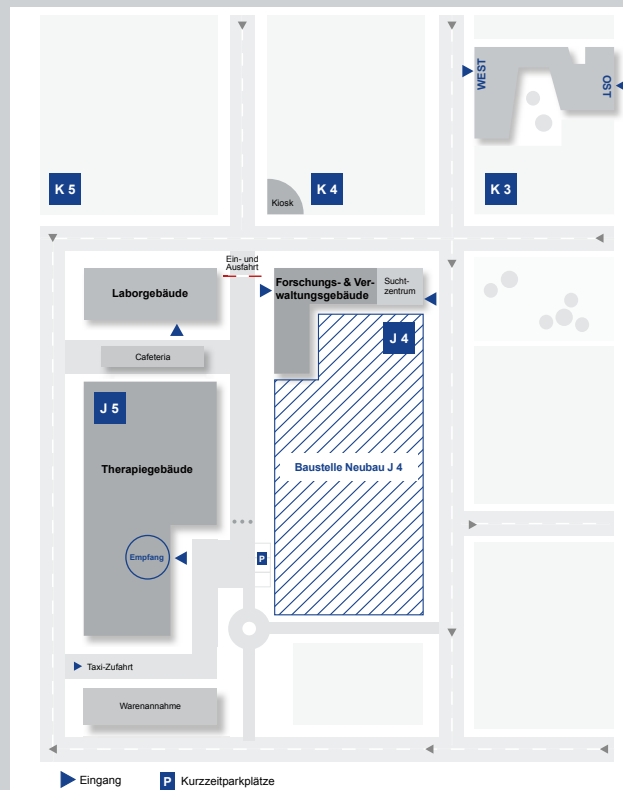 WEST
OST
K 5
K 4
K 3
Kiosk
Ein- und
Ausfahrt
Laborgebäude
Forschungs- & Ver-
waltungsgebäude
Sucht-
zentrum
J 4
Cafeteria
J 5
Therapiegebäude
Baustelle Neubau J 4
Empfang
P
Taxi-Zufahrt
Warenannahme
Eingang
P Kurzzeitparkplätze